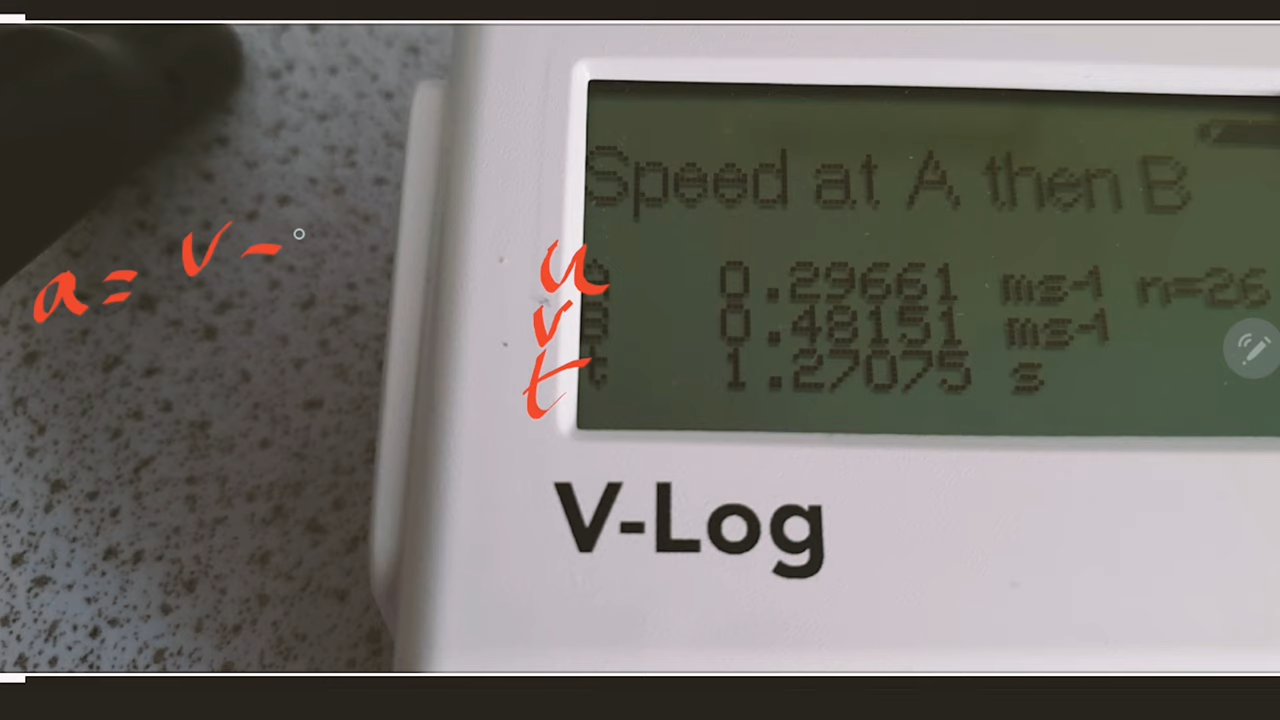 Speed at A then B
a = v -
u 0.29661 ms-1 n=26
v B 0.48151 ms-1
t t 1.27075 s
V-Log